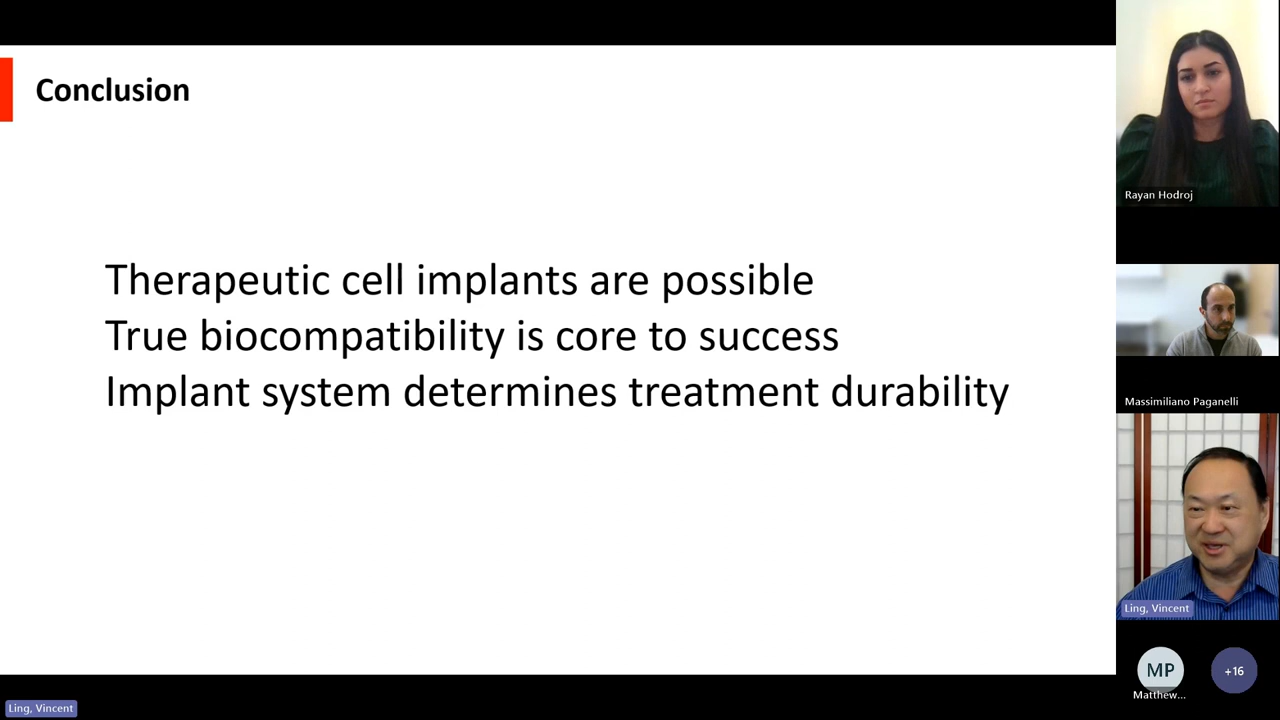 Conclusion
Therapeutic cell implants are possible
True biocompatibility is core to success
Implant system determines treatment durability
Rayan Hodroj
Massimiliano Paganelli
Ling, Vincent
MP
+16
Matthew...
Ling, Vincent